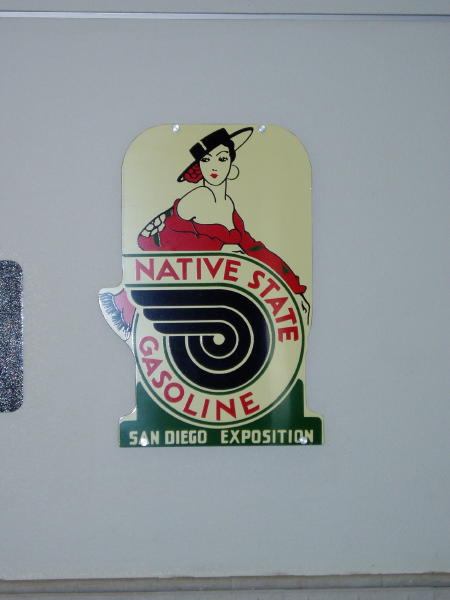 NATIVE STATE
GASOLINE
SAN DIEGO EXPOSITION